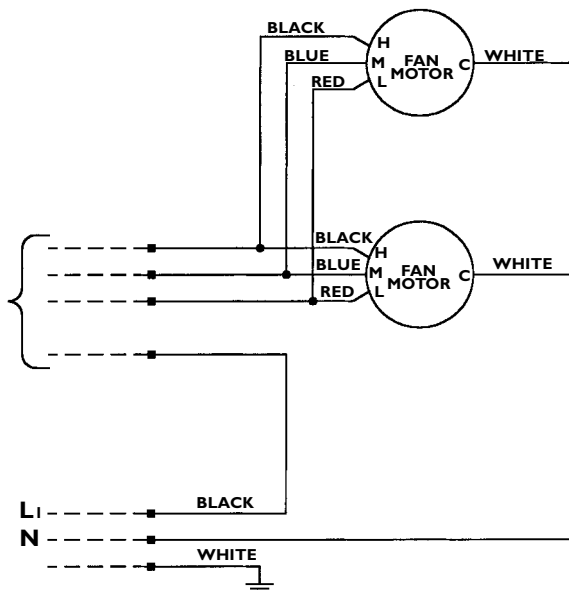 BLACK
H
BLUE
M
FAN
MOTOR
C
WHITE
RED
L
BLACK
H
BLUE
M
FAN
MOTOR
C
WHITE
RED
L
L1
BLACK
N
WHITE